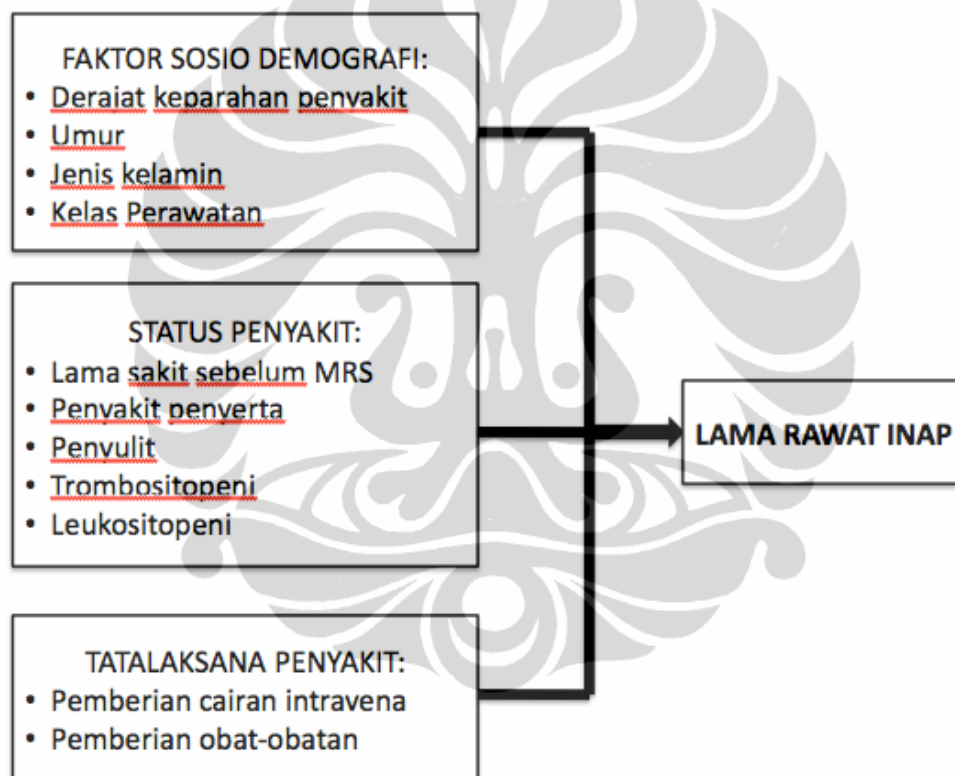 FAKTOR SOSIO DEMOGRAFI:
• Derajat keparahan penyakit
• Umur
• Jenis kelamin
• Kelas Perawatan
STATUS PENYAKIT:
• Lama sakit sebelum MRS
• Penyakit penyerta
• Penyulit
• Trombositopeni
• Leukositopeni
LAMA RAWAT INAP
TATALAKSANA PENYAKIT:
• Pemberian cairan intravena
• Pemberian obat-obatan